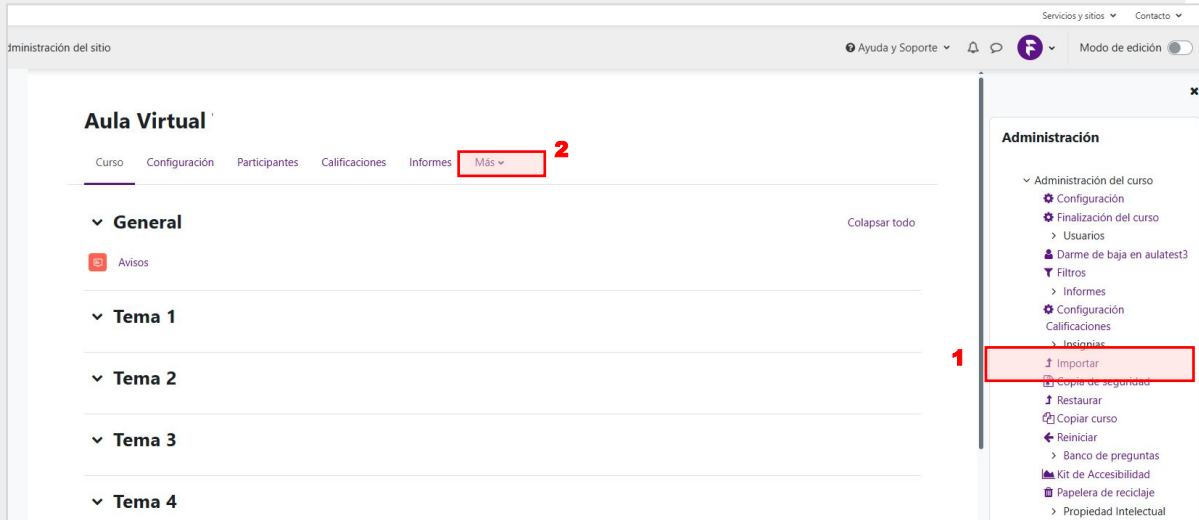 Servicios y sitios Contacto
dministración del sitio Ayuda y Soporte Modo de edición
Aula Virtual
Curso Configuración Participantes Calificaciones Informes Más 2
General Colapsar todo
Avisos
Tema 1
Tema 2
Tema 3
Tema 4
Administración
Administración del curso
Configuración
Finalización del curso
Usuarios
Darme de baja en aulatest3
Filtros
Informes
Configuración
Calificaciones
Insignias
1 Importar
Copia de seguridad
Restaurar
Copiar curso
Reiniciar
Banco de preguntas
Kit de Accesibilidad
Papelera de reciclaje
Propiedad Intelectual